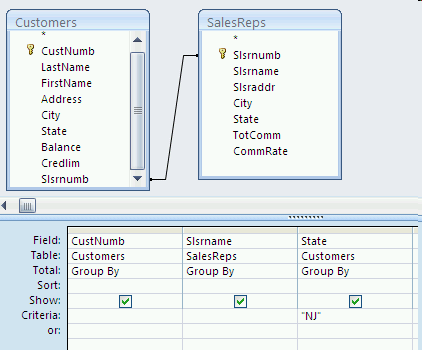 Customers
*
CustNumb
LastName
FirstName
Address
City
State
Balance
Credlim
Slsrnumb
SalesReps
*
Slsrnumb
Slsrname
Slsraddr
City
State
TotComm
CommRate
Field: CustNumb Slsrname State
Table: Customers SalesReps Customers
Total: Group By Group By Group By
Sort:
Show:
Criteria: "NJ"
or: